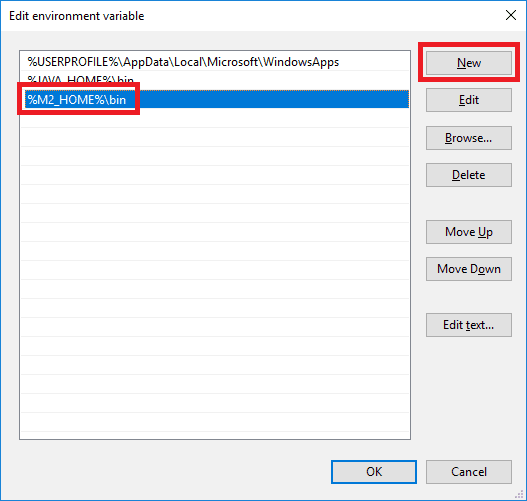 Edit environment variable
%USERPROFILE%\AppData\Local\Microsoft\WindowsApps
%JAVA_HOME%\bin
%M2_HOME%\bin
New
Edit
Browse...
Delete
Move Up
Move Down
Edit text...
OK
Cancel